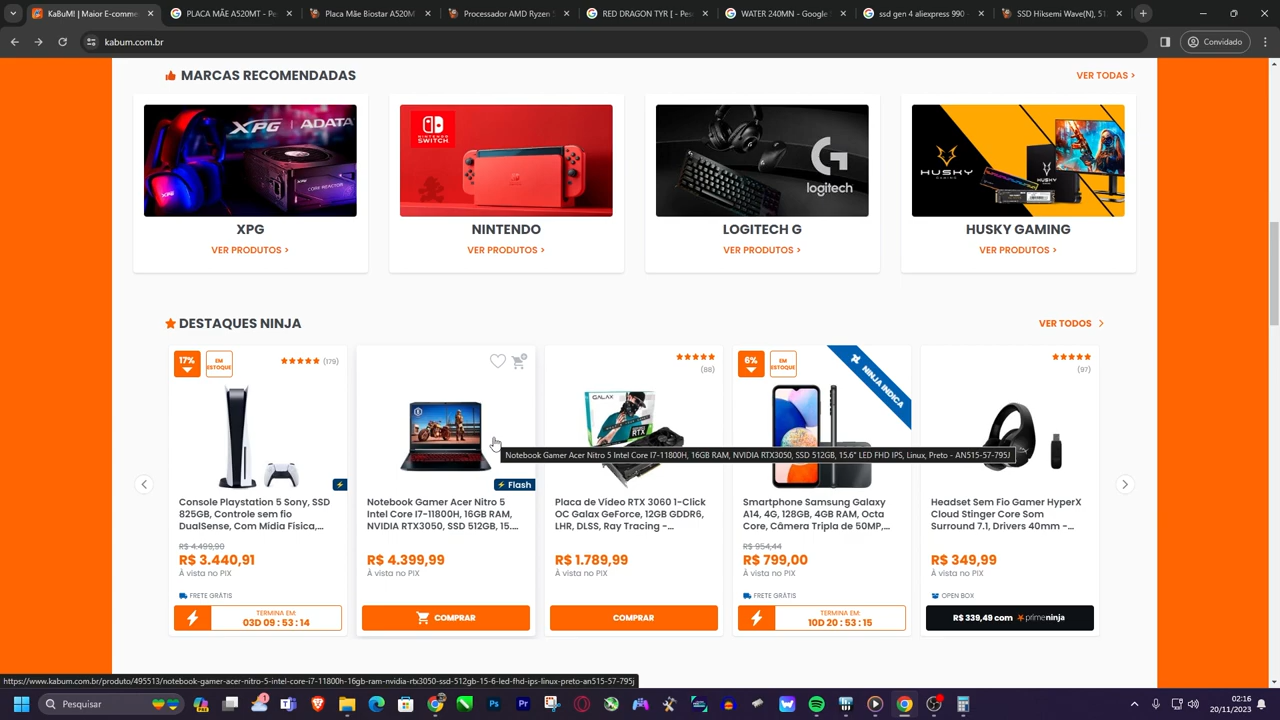 KaBuM! | Maior E-comme
PLACA MÃE A520MT - Pe
Placa Mãe Biostar A520M
Processador AMD Ryzen 5
RED DRAGON TYR [ - Pes
WATER 240MN - Google
ssd gen 4 aliexpress 990 -
SSD Hiksemi Wave(N), 51
kabum.com.br
Convidado
MARCAS RECOMENDADAS
VER TODAS >
XPG | ADATA
XPG
CORE REACTOR
NINTENDO
SWITCH
G
logitech
HUSKY
GAMING
XPG
NINTENDO
LOGITECH G
HUSKY GAMING
VER PRODUTOS >
VER PRODUTOS >
VER PRODUTOS >
VER PRODUTOS >
DESTAQUES NINJA
VER TODOS >
17%
EM
ESTOQUE
(179)
GALAX
RTX
(88)
6%
EM
ESTOQUE
NINJA INDICA
(97)
Notebook Gamer Acer Nitro 5 Intel Core I7-11800H, 16GB RAM, NVIDIA RTX3050, SSD 512GB, 15.6" LED FHD IPS, Linux, Preto - AN515-57-795J
Flash
Console Playstation 5 Sony, SSD
825GB, Controle sem fio
DualSense, Com Mídia Física,...
R$ 4.499,90
R$ 3.440,91
À vista no PIX
FRETE GRÁTIS
TERMINA EM:
03D 09 : 53 : 14
Notebook Gamer Acer Nitro 5
Intel Core I7-11800H, 16GB RAM,
NVIDIA RTX3050, SSD 512GB, 15....
R$ 4.399,99
À vista no PIX
COMPRAR
Placa de Vídeo RTX 3060 1-Click
OC Galax GeForce, 12GB GDDR6,
LHR, DLSS, Ray Tracing -...
R$ 1.789,99
À vista no PIX
COMPRAR
Smartphone Samsung Galaxy
A14, 4G, 128GB, 4GB RAM, Octa
Core, Câmera Tripla de 50MP,...
R$ 954,44
R$ 799,00
À vista no PIX
FRETE GRÁTIS
TERMINA EM:
10D 20 : 53 : 15
Headset Sem Fio Gamer HyperX
Cloud Stinger Core Som
Surround 7.1, Drivers 40mm -...
R$ 349,99
À vista no PIX
OPEN BOX
R$ 339,49 com primeninja
https://www.kabum.com.br/produto/495513/notebook-gamer-acer-nitro-5-intel-core-i7-11800h-16gb-ram-nvidia-rtx3050-ssd-512gb-15-6-led-fhd-ips-linux-preto-an515-57-795j
Pesquisar
02:16
20/11/2023